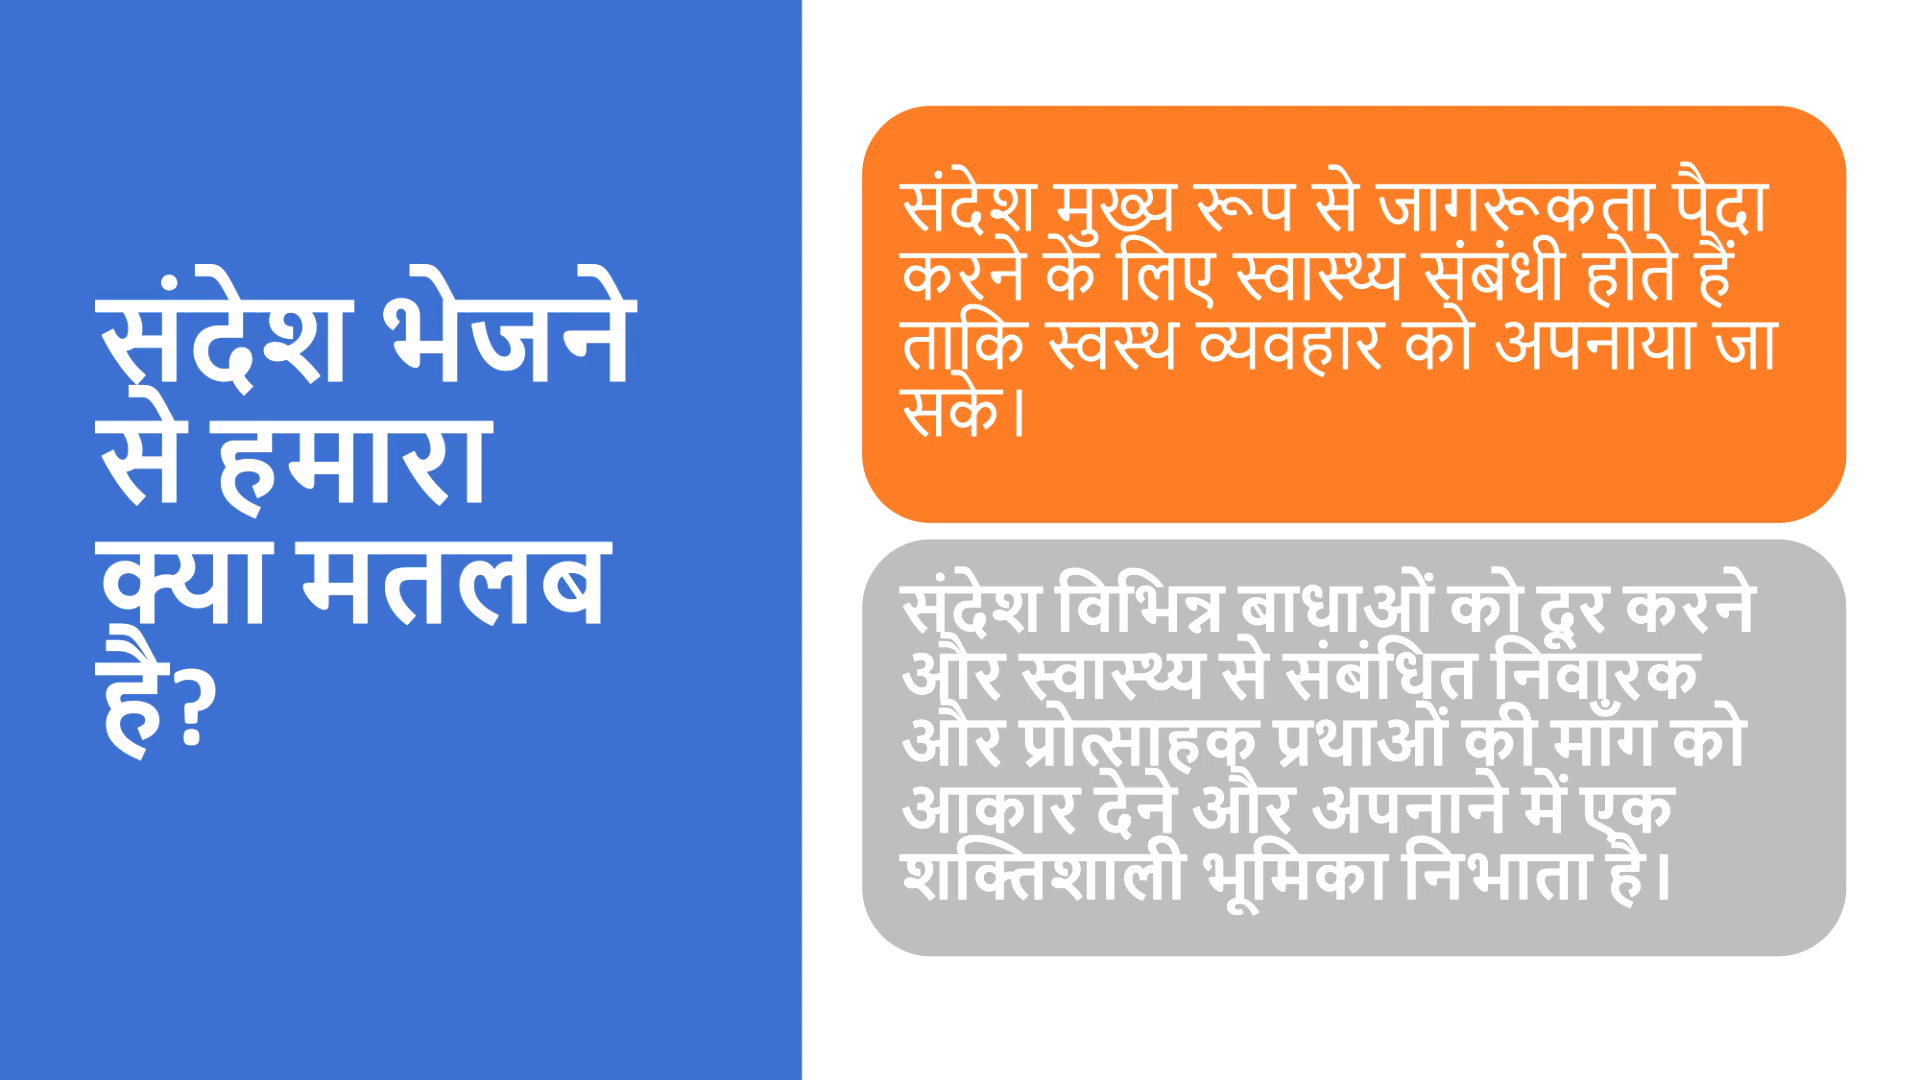 संदेश भेजने
से हमारा
क्या मतलब
है?
संदेश मुख्य रूप से जागरूकता पैदा
करने के लिए स्वास्थ्य संबंधी होते हैं
ताकि स्वस्थ व्यवहार को अपनाया जा
सके।
संदेश विभिन्न बाधाओं को दूर करने
और स्वास्थ्य से संबंधित निवारक
और प्रोत्साहक प्रथाओं की माँग को
आकार देने और अपनाने में एक
शक्तिशाली भूमिका निभाता है।